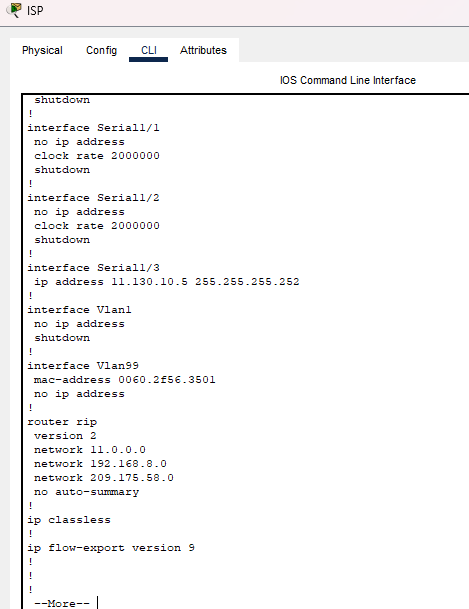 ISP
Physical Config CLI Attributes
IOS Command Line Interface
shutdown
!
interface Serial1/1
no ip address
clock rate 2000000
shutdown
!
interface Serial1/2
no ip address
clock rate 2000000
shutdown
!
interface Serial1/3
ip address 11.130.10.5 255.255.255.252
!
interface Vlan1
no ip address
shutdown
!
interface Vlan99
mac-address 0060.2f56.3501
no ip address
!
router rip
version 2
network 11.0.0.0
network 192.168.8.0
network 209.175.58.0
no auto-summary
!
ip classless
!
ip flow-export version 9
!
!
!
--More--